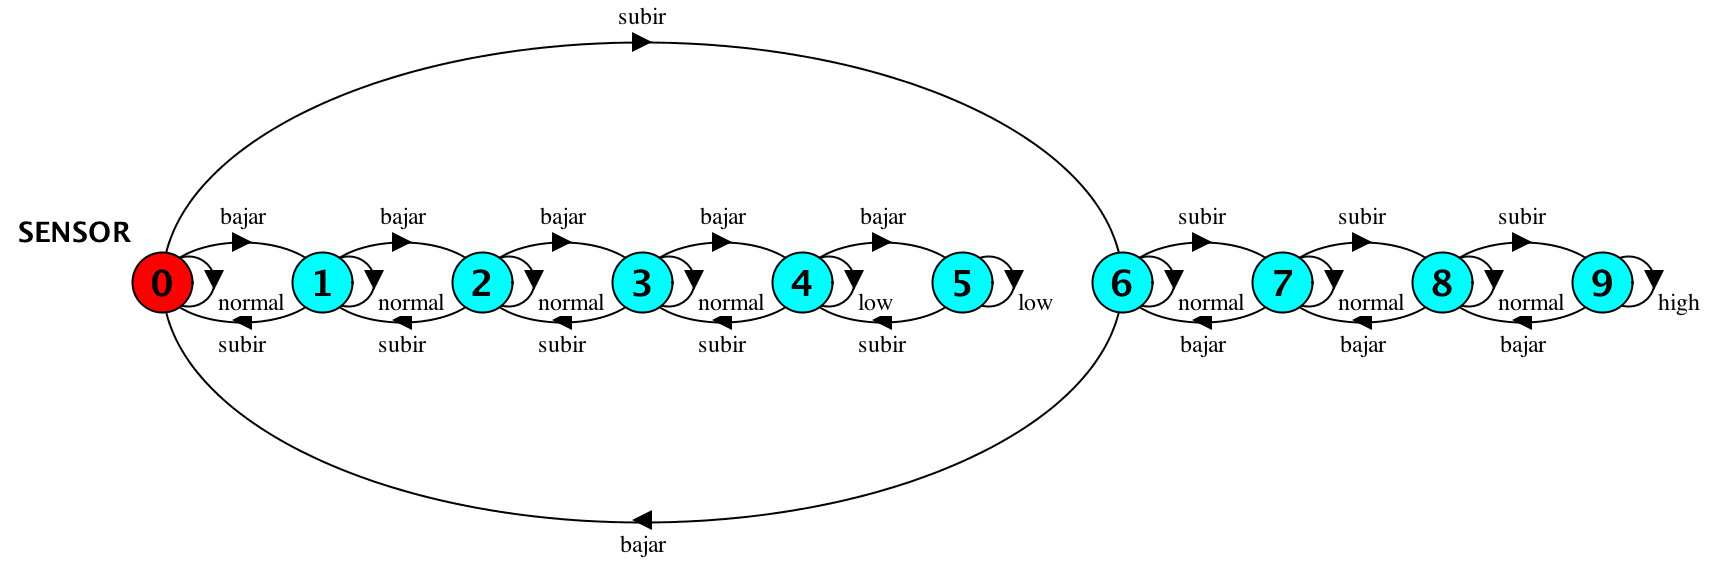 subir
bajar bajar bajar bajar bajar subir subir subir
SENSOR
0 1 2 3 4 5 6 7 8 9
normal normal normal normal low low normal normal normal high
subir subir subir subir subir bajar bajar bajar
bajar